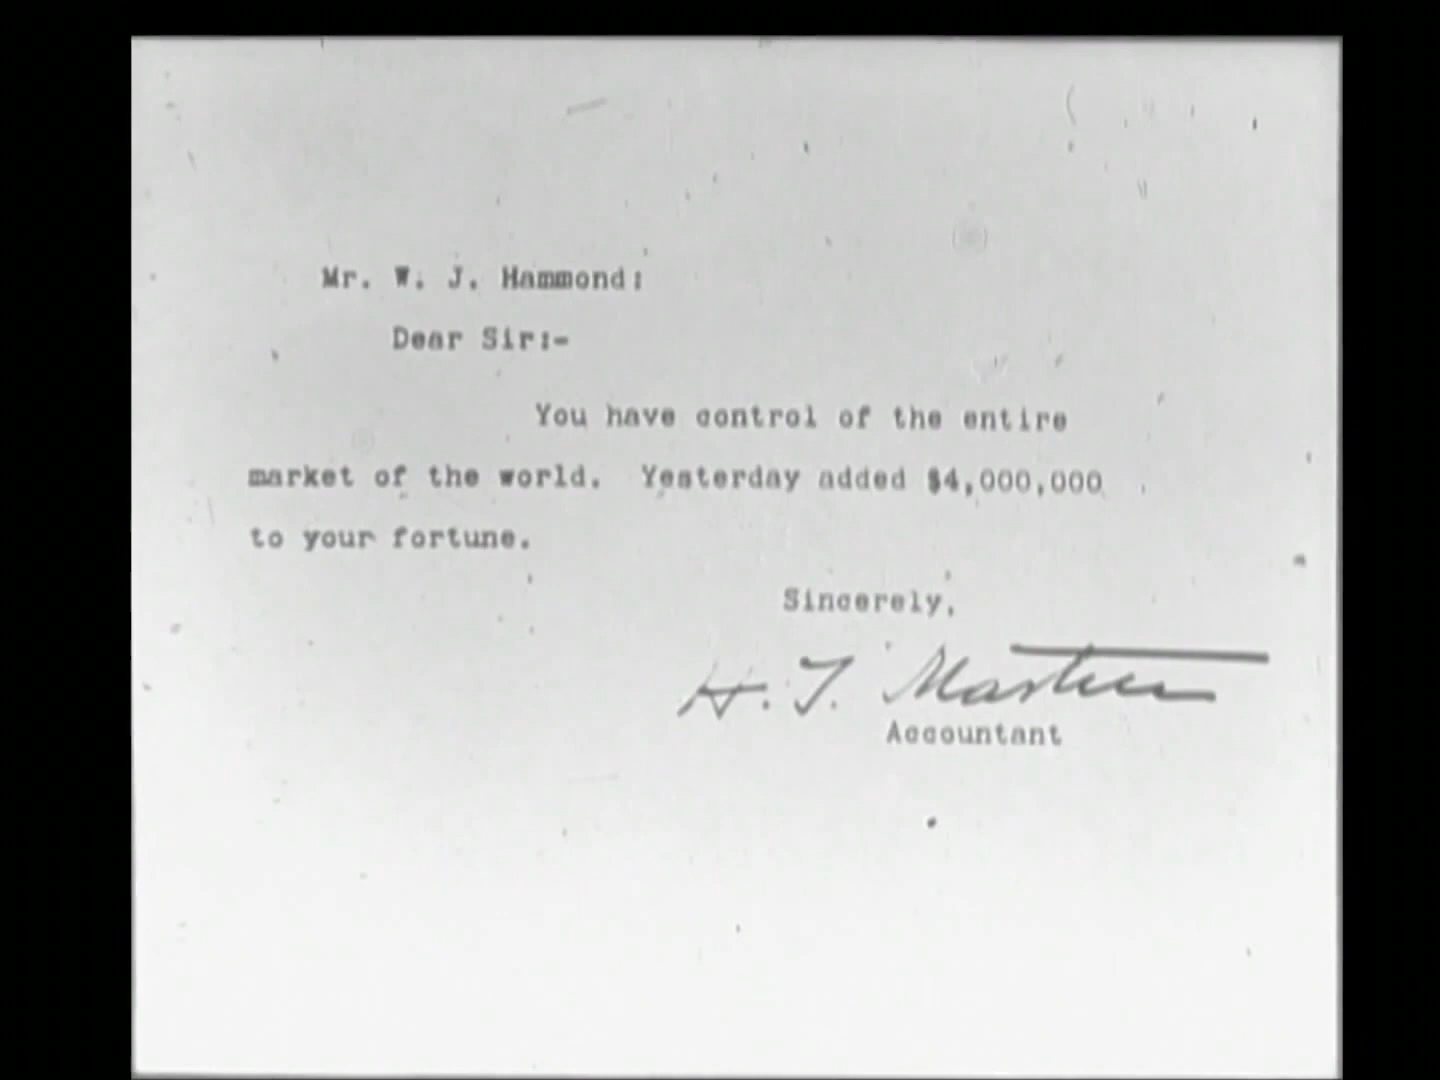 Mr. W. J. Hammond:
Dear Sir:-
You have control of the entire
market of the world. Yesterday added $4,000,000
to your fortune.
Sincerely,
H. T. Martin
Accountant